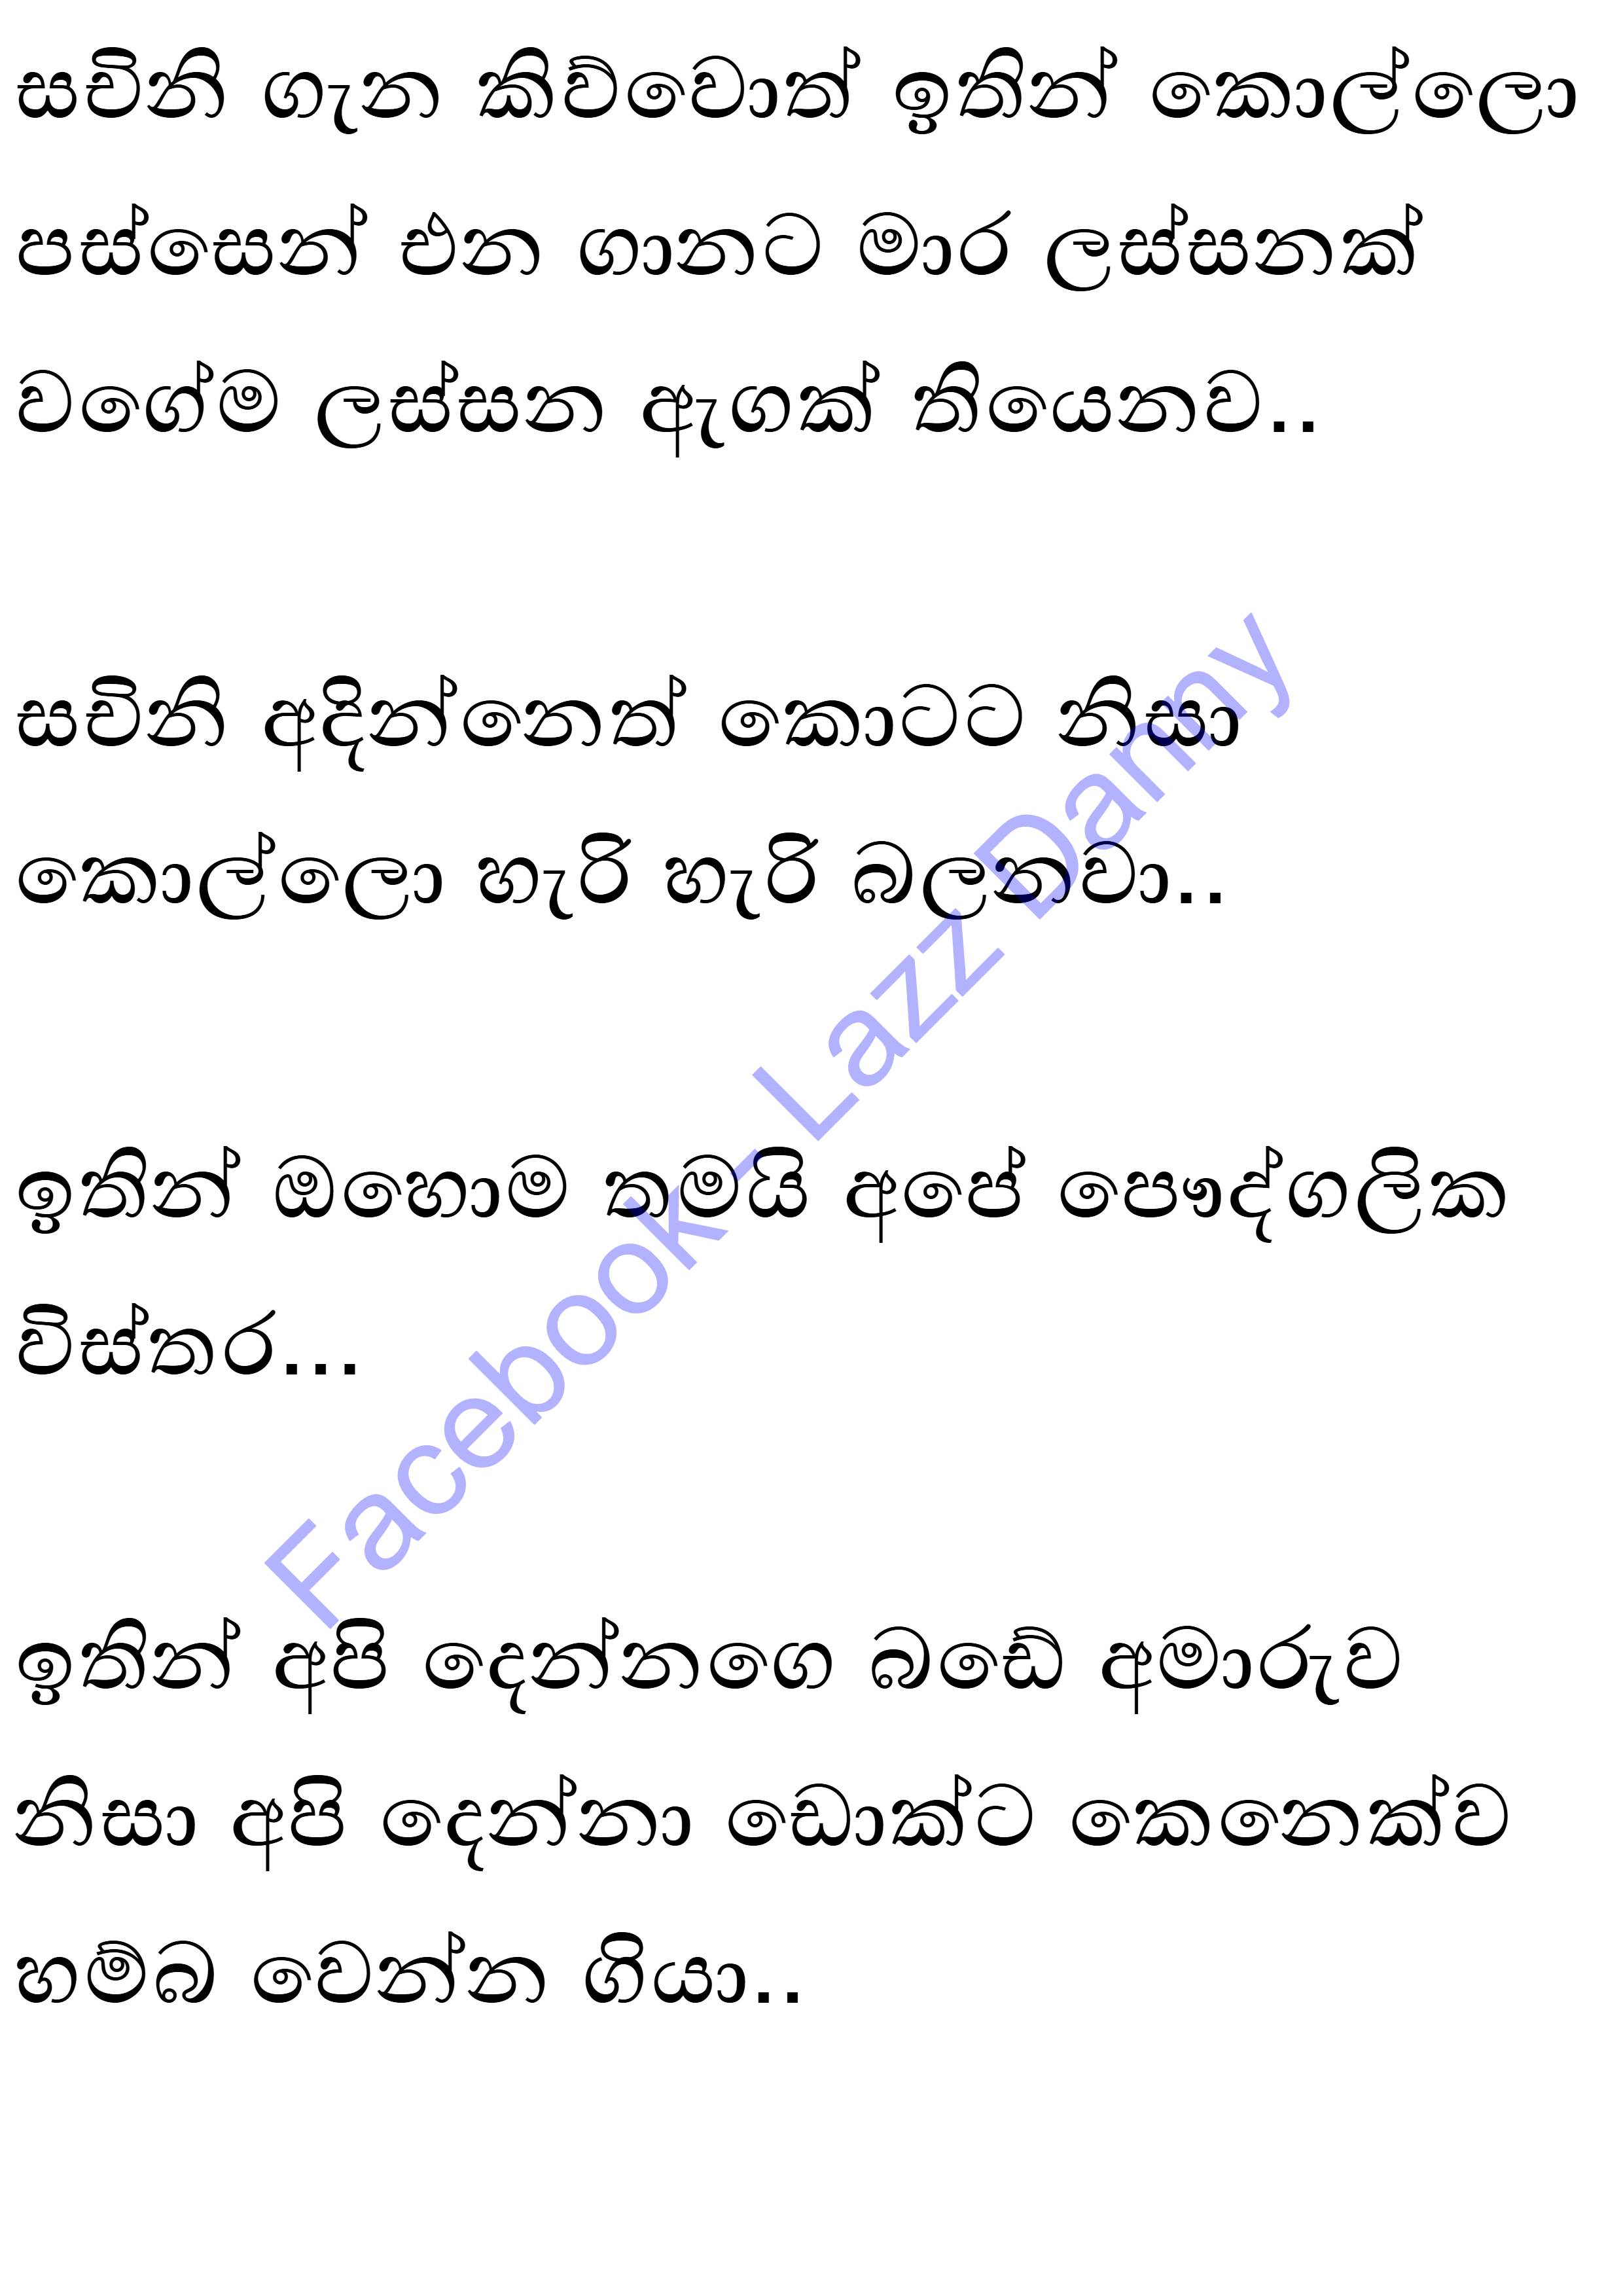 සචිනි ගැන කිව්වොත් ඉතින් කොල්ලො
පස්සෙන් එන ගානට මාර ලස්සනක්
වගේම ලස්සන ඇගක් තියෙනව..
සචිනි අදින්නෙත් කොටට නිසා
කොල්ලො හැරි හැරි බලනවා..
ඉතින් ඔහොම තමයි අපේ පෞද්ගලික
විස්තර...
ඉතින් අපි දෙන්නගෙ බඩේ අමාරුව
නිසා අපි දෙන්නා ඩොක්ට කෙනෙක්ව
හම්බ වෙන්න ගියා..
Facebook- Lazz Danny